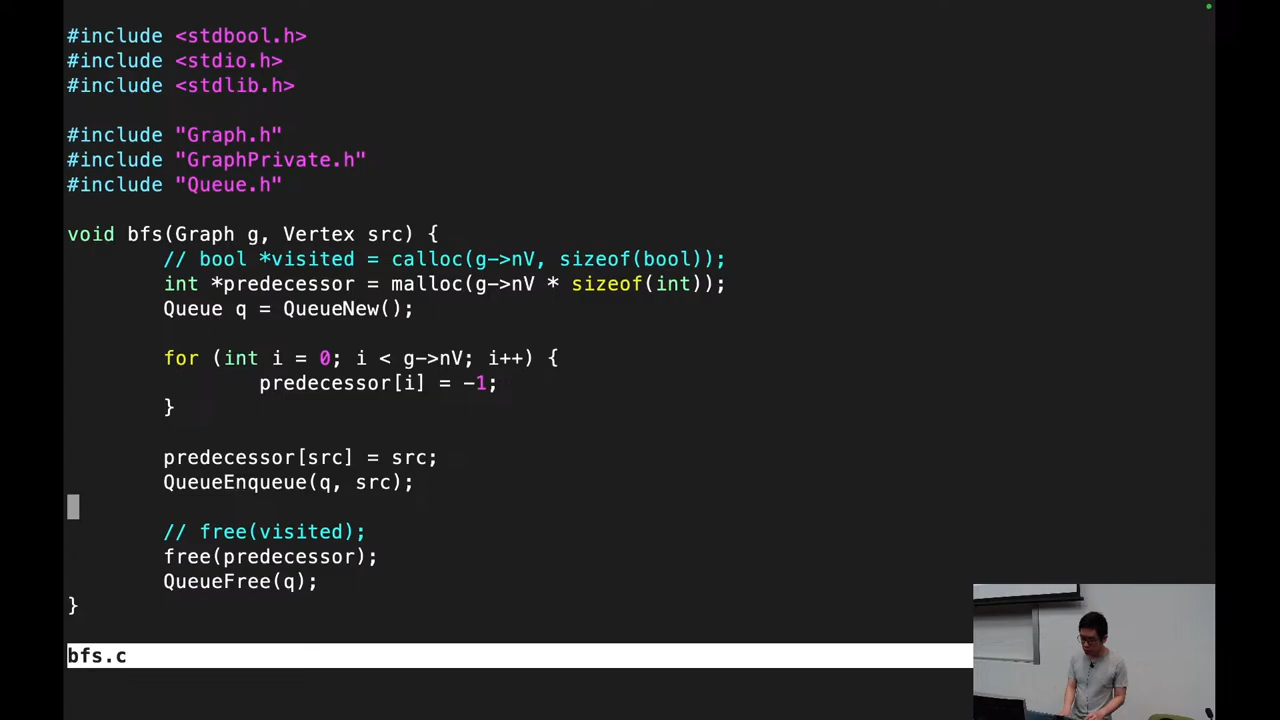 #include <stdbool.h>
#include <stdio.h>
#include <stdlib.h>
#include "Graph.h"
#include "GraphPrivate.h"
#include "Queue.h"
void bfs(Graph g, Vertex src) {
// bool *visited = calloc(g->nV, sizeof(bool));
int *predecessor = malloc(g->nV * sizeof(int));
Queue q = QueueNew();
for (int i = 0; i < g->nV; i++) {
predecessor[i] = -1;
}
predecessor[src] = src;
QueueEnqueue(q, src);
// free(visited);
free(predecessor);
QueueFree(q);
}
bfs.c